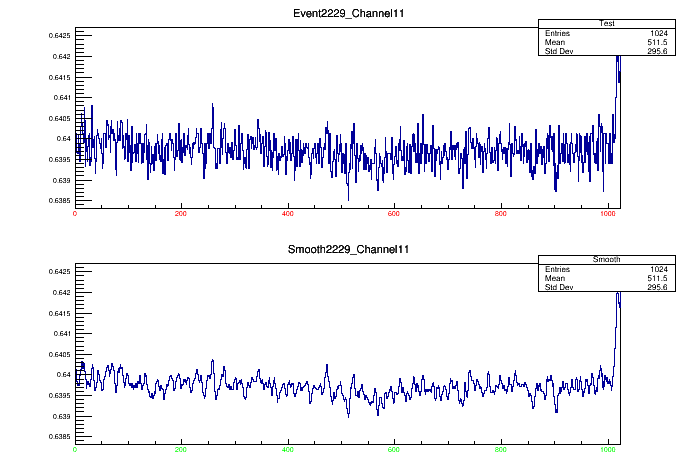 Event2229_Channel11
Test
Entries 1024
Mean 511.5
Std Dev 295.6
0.6425
0.642
0.6415
0.641
0.6405
0.64
0.6395
0.639
0.6385
0 200 400 600 800 1000
Smooth2229_Channel11
Smooth
Entries 1024
Mean 511.5
Std Dev 295.6
0.6425
0.642
0.6415
0.641
0.6405
0.64
0.6395
0.639
0.6385
0 200 400 600 800 1000